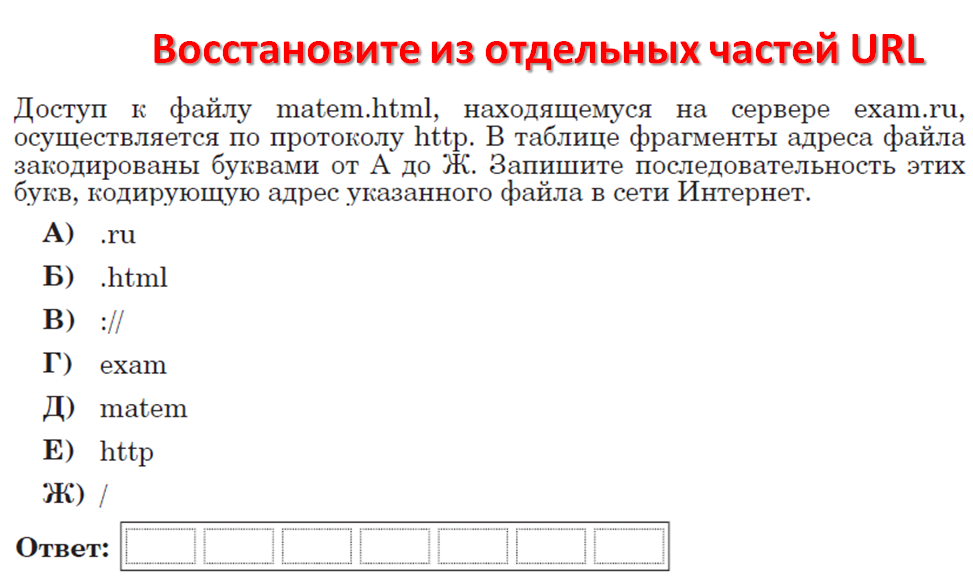 Восстановите из отдельных частей URL
Доступ к файлу matem.html, находящемуся на сервере exam.ru,
осуществляется по протоколу http. В таблице фрагменты адреса файла
закодированы буквами от А до Ж. Запишите последовательность этих
букв, кодирующую адрес указанного файла в сети Интернет.
А) .ru
Б) .html
В) ://
Г) exam
Д) matem
Е) http
Ж) /
Ответ: